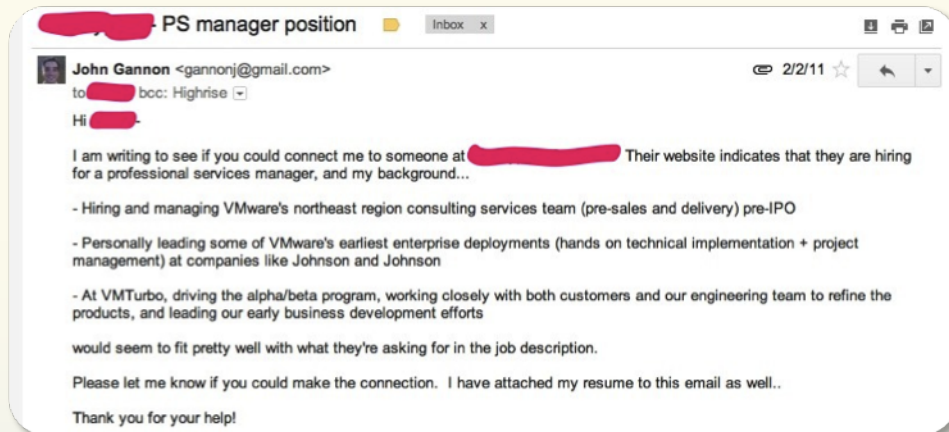 - PS manager position Inbox x
John Gannon <gannonj@gmail.com> 2/2/11
to bcc: Highrise
Hi -
I am writing to see if you could connect me to someone at Their website indicates that they are hiring
for a professional services manager, and my background...
- Hiring and managing VMware's northeast region consulting services team (pre-sales and delivery) pre-IPO
- Personally leading some of VMware's earliest enterprise deployments (hands on technical implementation + project
management) at companies like Johnson and Johnson
- At VMTurbo, driving the alpha/beta program, working closely with both customers and our engineering team to refine the
products, and leading our early business development efforts
would seem to fit pretty well with what they're asking for in the job description.
Please let me know if you could make the connection. I have attached my resume to this email as well..
Thank you for your help!